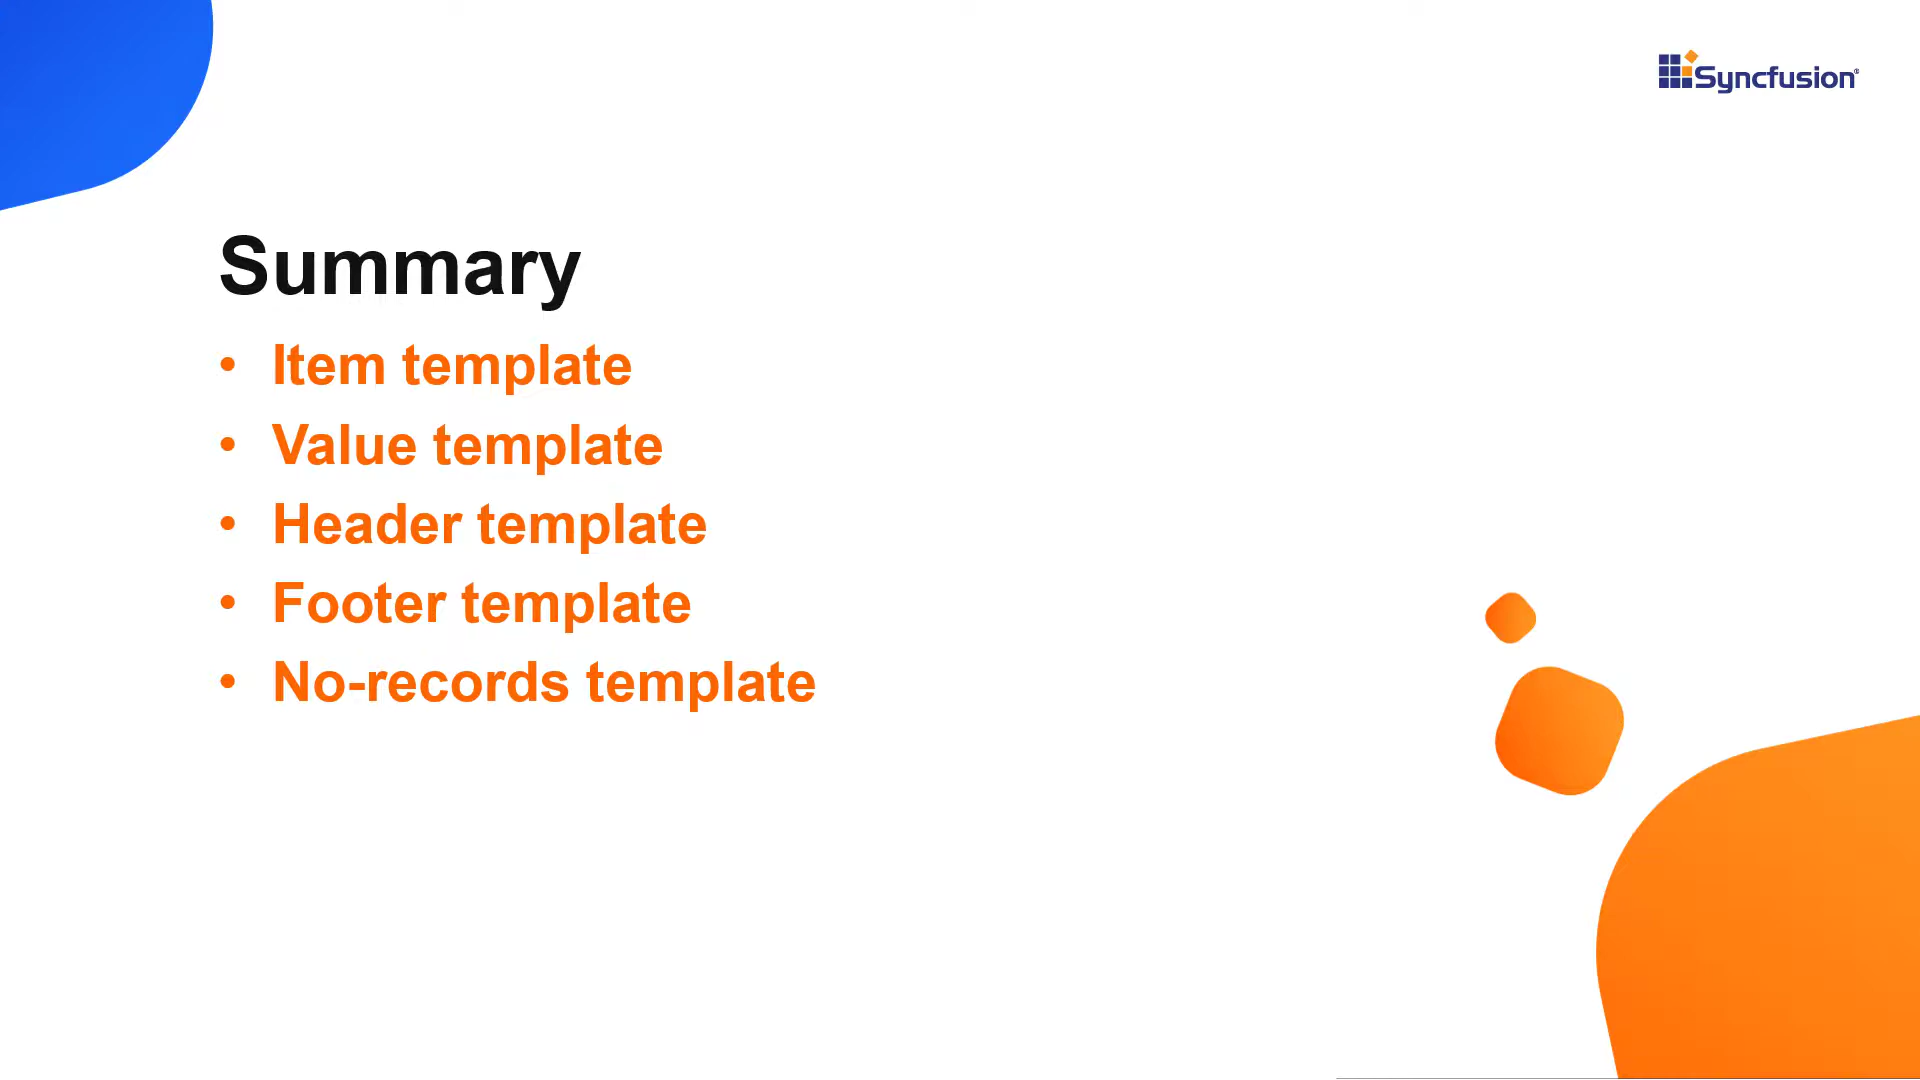 Syncfusion®
Summary
• Item template
• Value template
• Header template
• Footer template
• No-records template